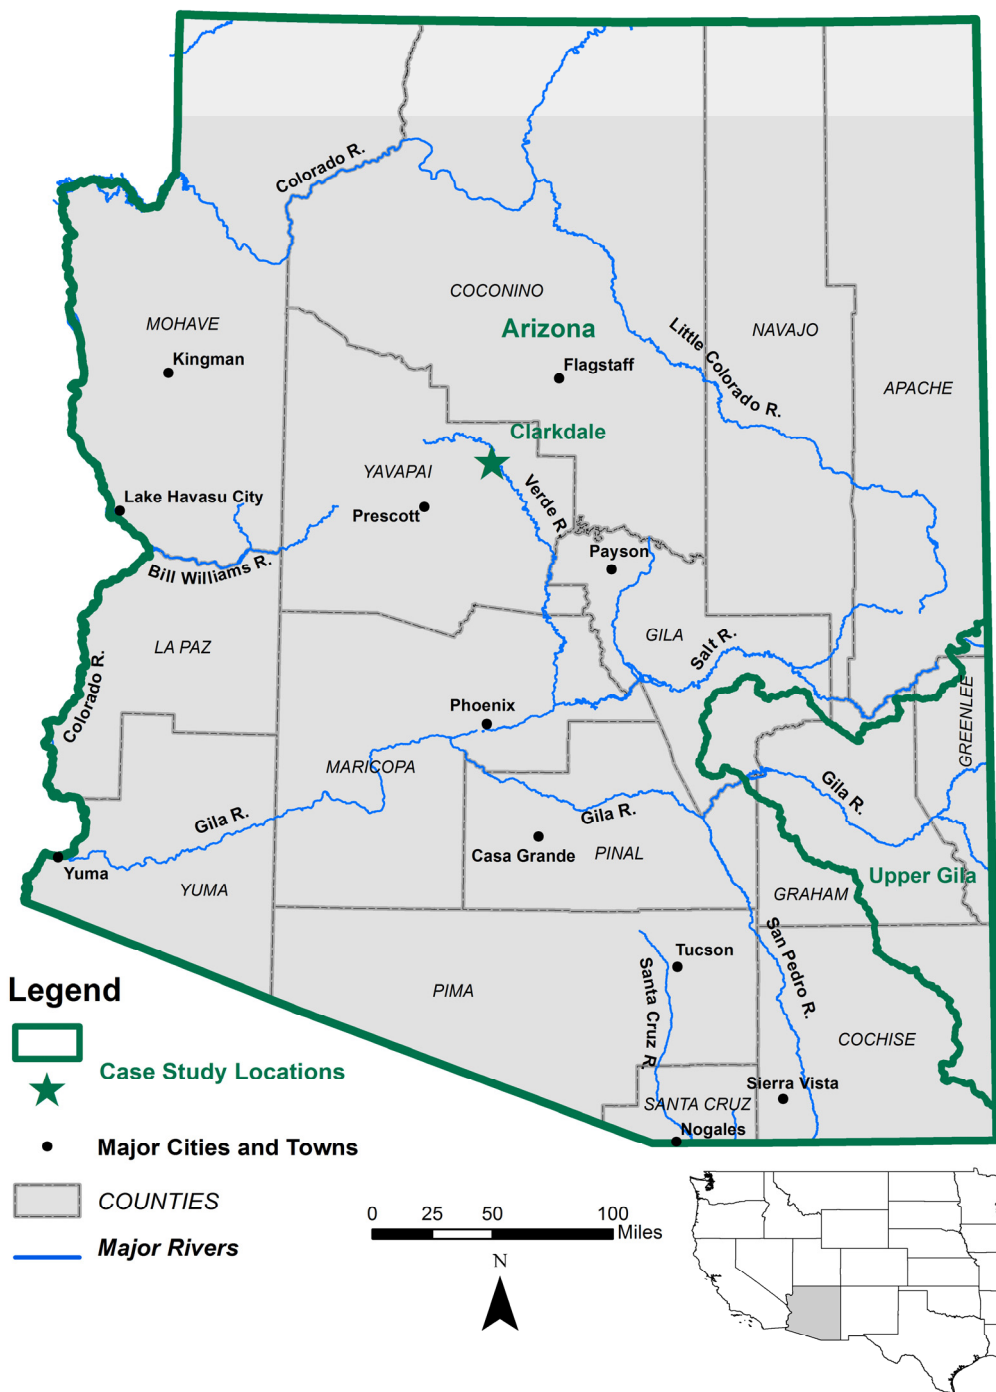 Colorado R.
COCONINO
MOHAVE
Arizona
NAVAJO
Little Colorado R.
Kingman
Flagstaff
APACHE
Clarkdale
YAVAPAI
Verde R.
Lake Havasu City
Prescott
Payson
Bill Williams R.
LA PAZ
GILA
Salt R.
Colorado R.
Phoenix
GREENLEE
MARICOPA
Gila R.
Gila R.
Gila R.
Casa Grande
PINAL
Yuma
YUMA
Upper Gila
GRAHAM
Tucson
San Pedro R.
Santa Cruz R.
PIMA
COCHISE
Sierra Vista
SANTA CRUZ
Nogales
Legend
Case Study Locations
Major Cities and Towns
COUNTIES
Major Rivers
0 25 50 100
Miles
N